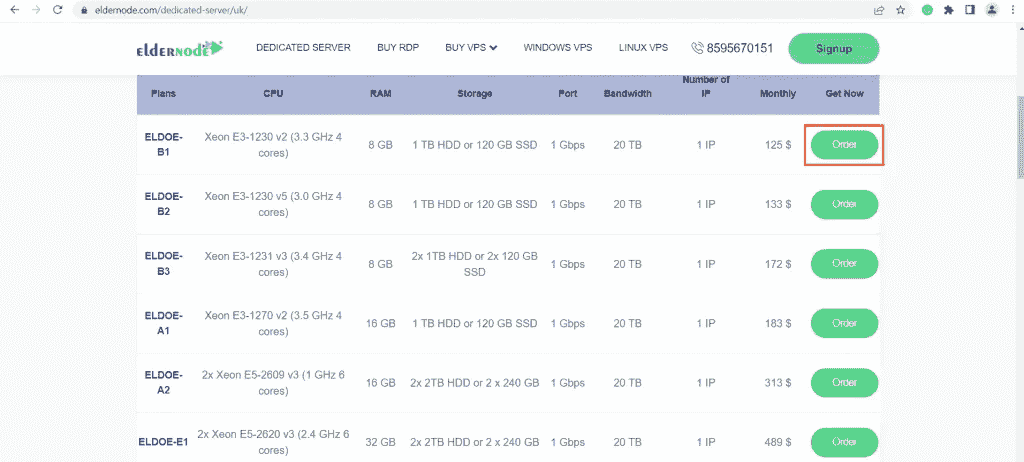 eldernode.com/dedicated-server/uk/
elderNODE
DEDICATED SERVER BUY RDP BUY VPS WINDOWS VPS LINUX VPS 8595670151 Signup
Plans CPU RAM Storage Port Bandwidth Number of IP Monthly Get Now
ELDOE-B1 Xeon E3-1230 v2 (3.3 GHz 4 cores) 8 GB 1 TB HDD or 120 GB SSD 1 Gbps 20 TB 1 IP 125 $ Order
ELDOE-B2 Xeon E3-1230 v5 (3.0 GHz 4 cores) 8 GB 1 TB HDD or 120 GB SSD 1 Gbps 20 TB 1 IP 133 $ Order
ELDOE-B3 Xeon E3-1231 v3 (3.4 GHz 4 cores) 8 GB 2x 1TB HDD or 2x 120 GB SSD 1 Gbps 20 TB 1 IP 172 $ Order
ELDOE-A1 Xeon E3-1270 v2 (3.5 GHz 4 cores) 16 GB 1 TB HDD or 120 GB SSD 1 Gbps 20 TB 1 IP 183 $ Order
ELDOE-A2 2x Xeon E5-2609 v3 (1 GHz 6 cores) 16 GB 2x 2TB HDD or 2 x 240 GB 1 Gbps 20 TB 1 IP 313 $ Order
ELDOE-E1 2x Xeon E5-2620 v3 (2.4 GHz 6 cores) 32 GB 2x 2TB HDD or 2 x 240 GB 1 Gbps 20 TB 1 IP 489 $ Order